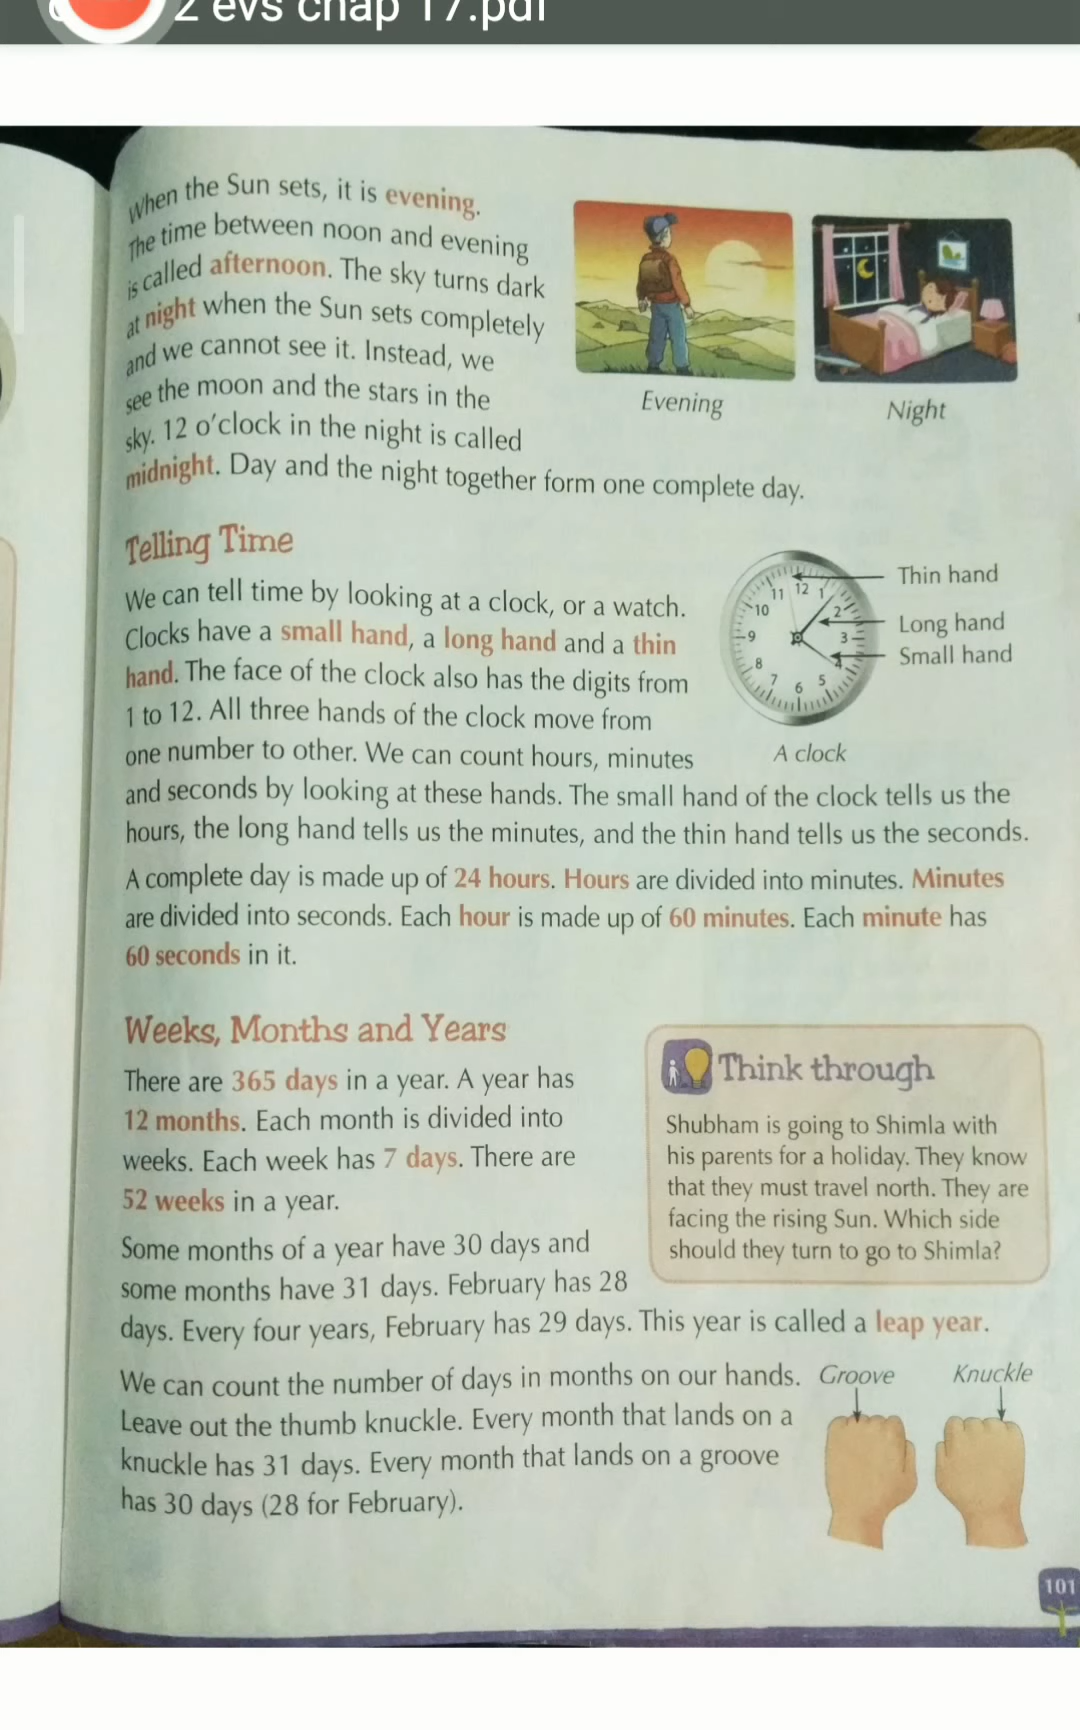 2 evs chap 17.pdf
When the Sun sets, it is evening.
The time between noon and evening
is called afternoon. The sky turns dark
at night when the Sun sets completely
and we cannot see it. Instead, we
see the moon and the stars in the
sky. 12 o'clock in the night is called
midnight. Day and the night together form one complete day.
Evening
Night
Telling Time
We can tell time by looking at a clock, or a watch.
Clocks have a small hand, a long hand and a thin
hand. The face of the clock also has the digits from
1 to 12. All three hands of the clock move from
one number to other. We can count hours, minutes
and seconds by looking at these hands. The small hand of the clock tells us the
hours, the long hand tells us the minutes, and the thin hand tells us the seconds.
12
1
2
3
4
5
6
7
8
9
10
11
Thin hand
Long hand
Small hand
A clock
A complete day is made up of 24 hours. Hours are divided into minutes. Minutes
are divided into seconds. Each hour is made up of 60 minutes. Each minute has
60 seconds in it.
Weeks, Months and Years
There are 365 days in a year. A year has
12 months. Each month is divided into
weeks. Each week has 7 days. There are
52 weeks in a year.
Some months of a year have 30 days and
some months have 31 days. February has 28
days. Every four years, February has 29 days. This year is called a leap year.
Think through
Shubham is going to Shimla with
his parents for a holiday. They know
that they must travel north. They are
facing the rising Sun. Which side
should they turn to go to Shimla?
We can count the number of days in months on our hands.
Leave out the thumb knuckle. Every month that lands on a
knuckle has 31 days. Every month that lands on a groove
has 30 days (28 for February).
Groove
Knuckle
101